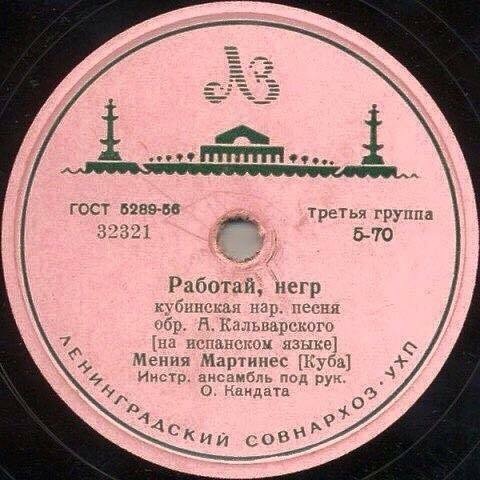 ЛЗ
ГОСТ 5289-56
32321
третья группа
5-70
Работай, негр
кубинская нар. песня
обр. А. Кальварского
[на испанском языке]
Мения Мартинес [Куба]
Инстр. ансамбль под рук.
О. Кандата
ЛЕНИНГРАДСКИЙ СОВНАРХОЗ · УХП